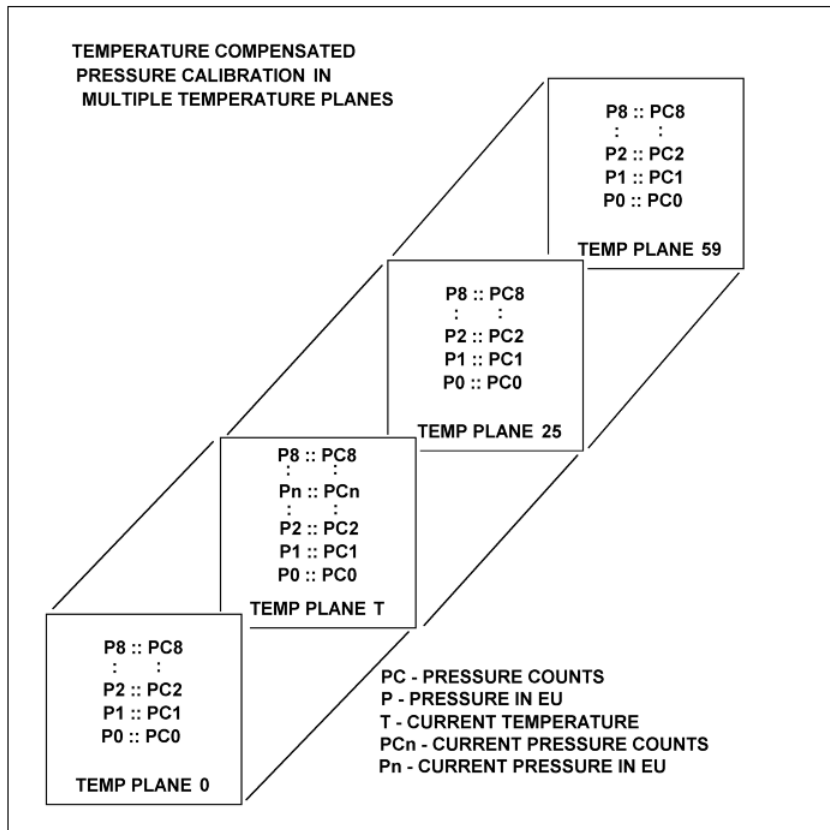 TEMPERATURE COMPENSATED
PRESSURE CALIBRATION IN
MULTIPLE TEMPERATURE PLANES
P8 :: PC8
: :
P2 :: PC2
P1 :: PC1
P0 :: PC0
TEMP PLANE 59
P8 :: PC8
: :
P2 :: PC2
P1 :: PC1
P0 :: PC0
TEMP PLANE 25
P8 :: PC8
: :
Pn :: PCn
: :
P2 :: PC2
P1 :: PC1
P0 :: PC0
TEMP PLANE T
P8 :: PC8
: :
P2 :: PC2
P1 :: PC1
P0 :: PC0
TEMP PLANE 0
PC - PRESSURE COUNTS
P - PRESSURE IN EU
T - CURRENT TEMPERATURE
PCn - CURRENT PRESSURE COUNTS
Pn - CURRENT PRESSURE IN EU